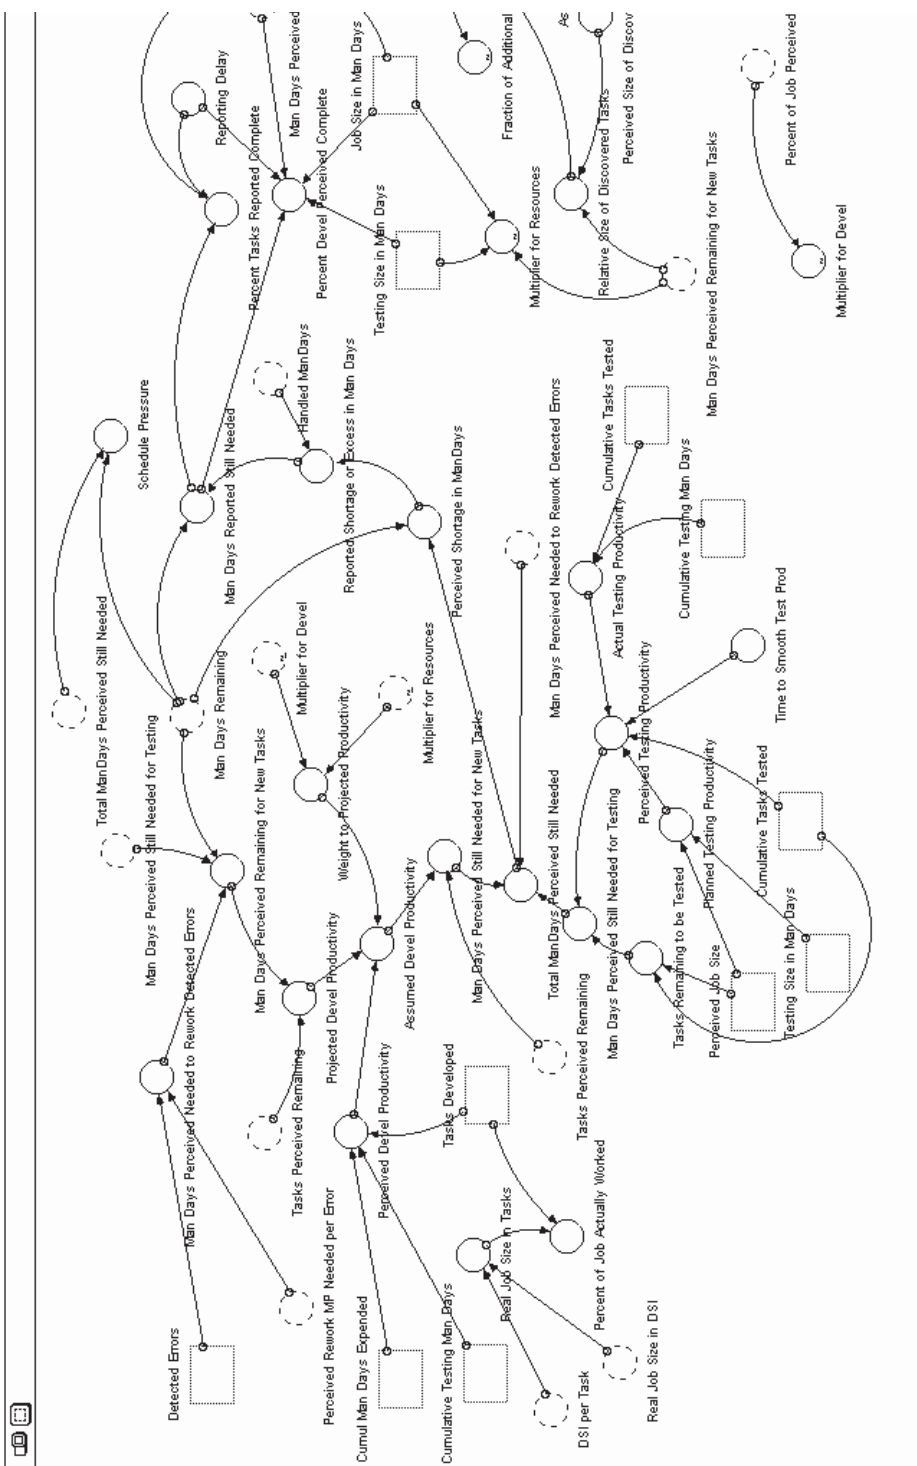 Reporting Delay
Percent Tasks Reported Complete
Man Days Perceived
Percent Devel Perceived Complete
Job Size in Man Days
Testing Size in Man Days
Fraction of Additional
Multiplier for Resources
As
Perceived Size of Discov
Relative Size of Discovered Tasks
Man Days Perceived Remaining for New Tasks
Percent of Job Perceived
Multiplier for Devel
Schedule Pressure
Total ManDays Perceived Still Needed
Man Days Reported Still Needed
Handled ManDays
Reported Shortage or Excess in Man Days
Perceived Shortage in ManDays
Man Days Remaining
Man Days Perceived Still Needed for Testing
Multiplier for Devel
Weight to Projected Productivity
Multiplier for Resources
Man Days Perceived Needed to Rework Detected Errors
Cumulative Tasks Tested
Actual Testing Productivity
Cumulative Testing Man Days
Time to Smooth Test Prod
Perceived Testing Productivity
Planned Testing Productivity
Cumulative Tasks Tested
Testing Size in Man Days
Perceived Job Size
Tasks Remaining to be Tested
Man Days Perceived Still Needed for Testing
Total ManDays Perceived Still Needed
Man Days Perceived Still Needed for New Tasks
Assumed Devel Productivity
Man Days Perceived Remaining for New Tasks
Projected Devel Productivity
Tasks Perceived Remaining
Man Days Perceived Needed to Rework Detected Errors
Tasks Perceived Remaining
Perceived Devel Productivity
Tasks Developed
Detected Errors
Perceived Rework MP Needed per Error
Cumul Man Days Expended
Cumulative Testing Man Days
Real Job Size in Tasks
Percent of Job Actually Worked
DSI per Task
Real Job Size in DSI